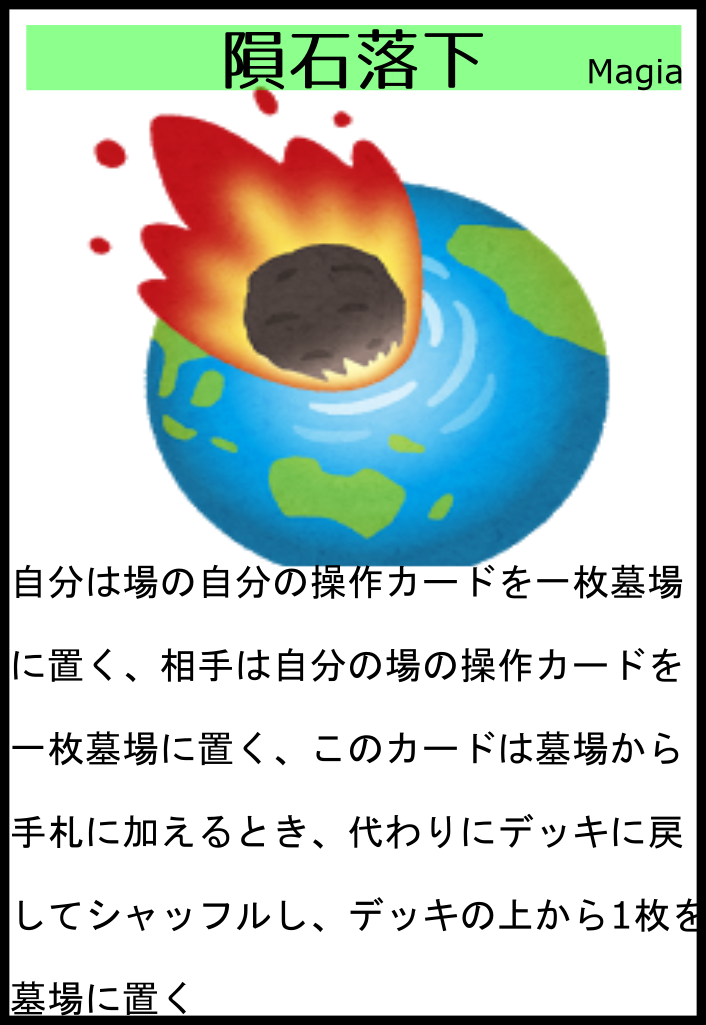 隕石落下
Magia
自分は場の自分の操作カードを一枚墓場
に置く、相手は自分の場の操作カードを
一枚墓場に置く、このカードは墓場から
手札に加えるとき、代わりにデッキに戻
してシャッフルし、デッキの上から1枚を
墓場に置く